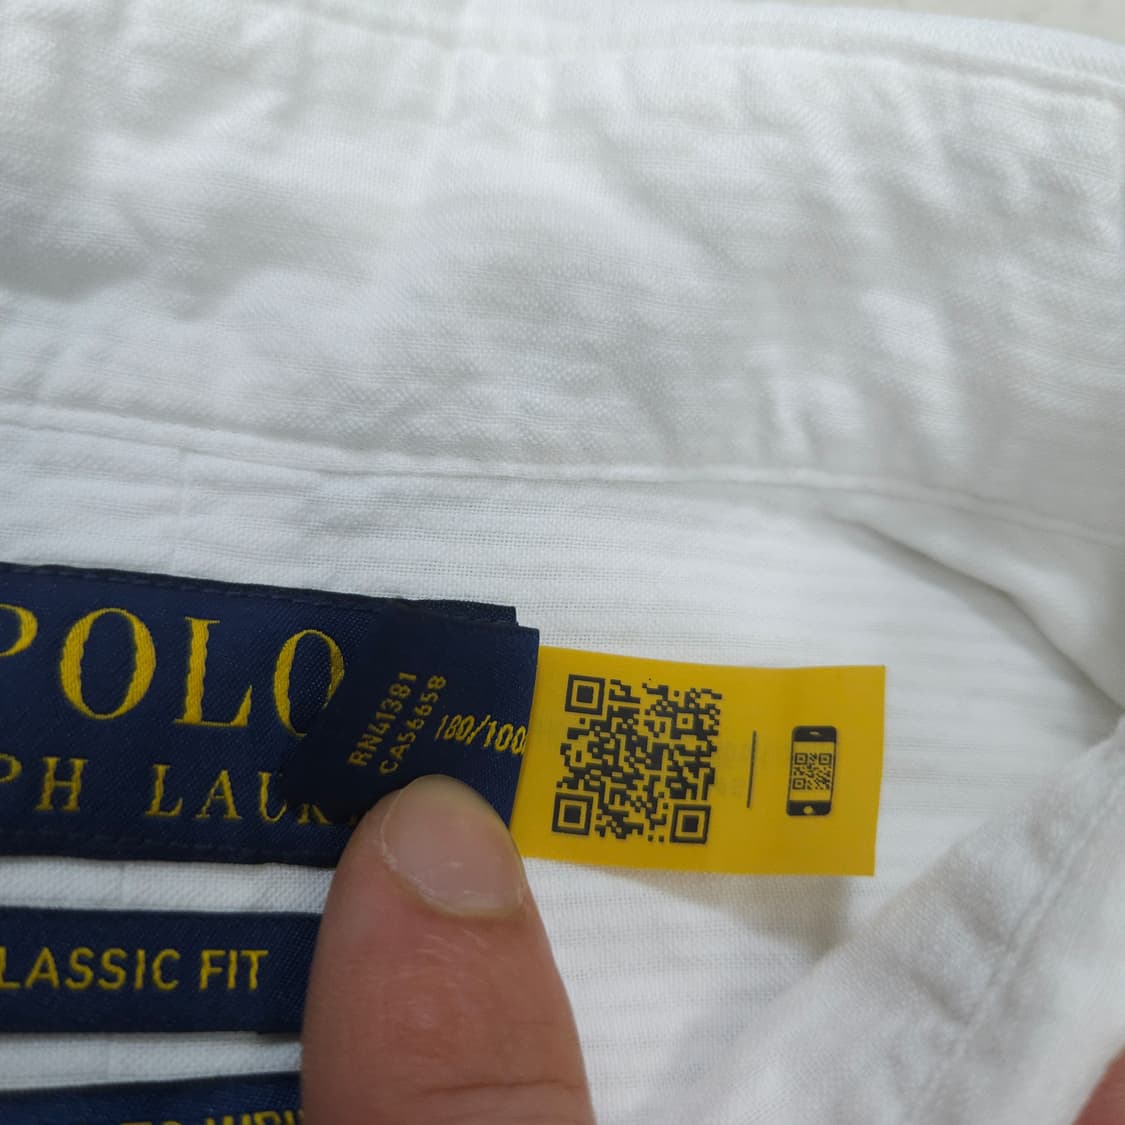 POLO
PH LAU
LASSIC FIT
RN41381
CA56658
180/100